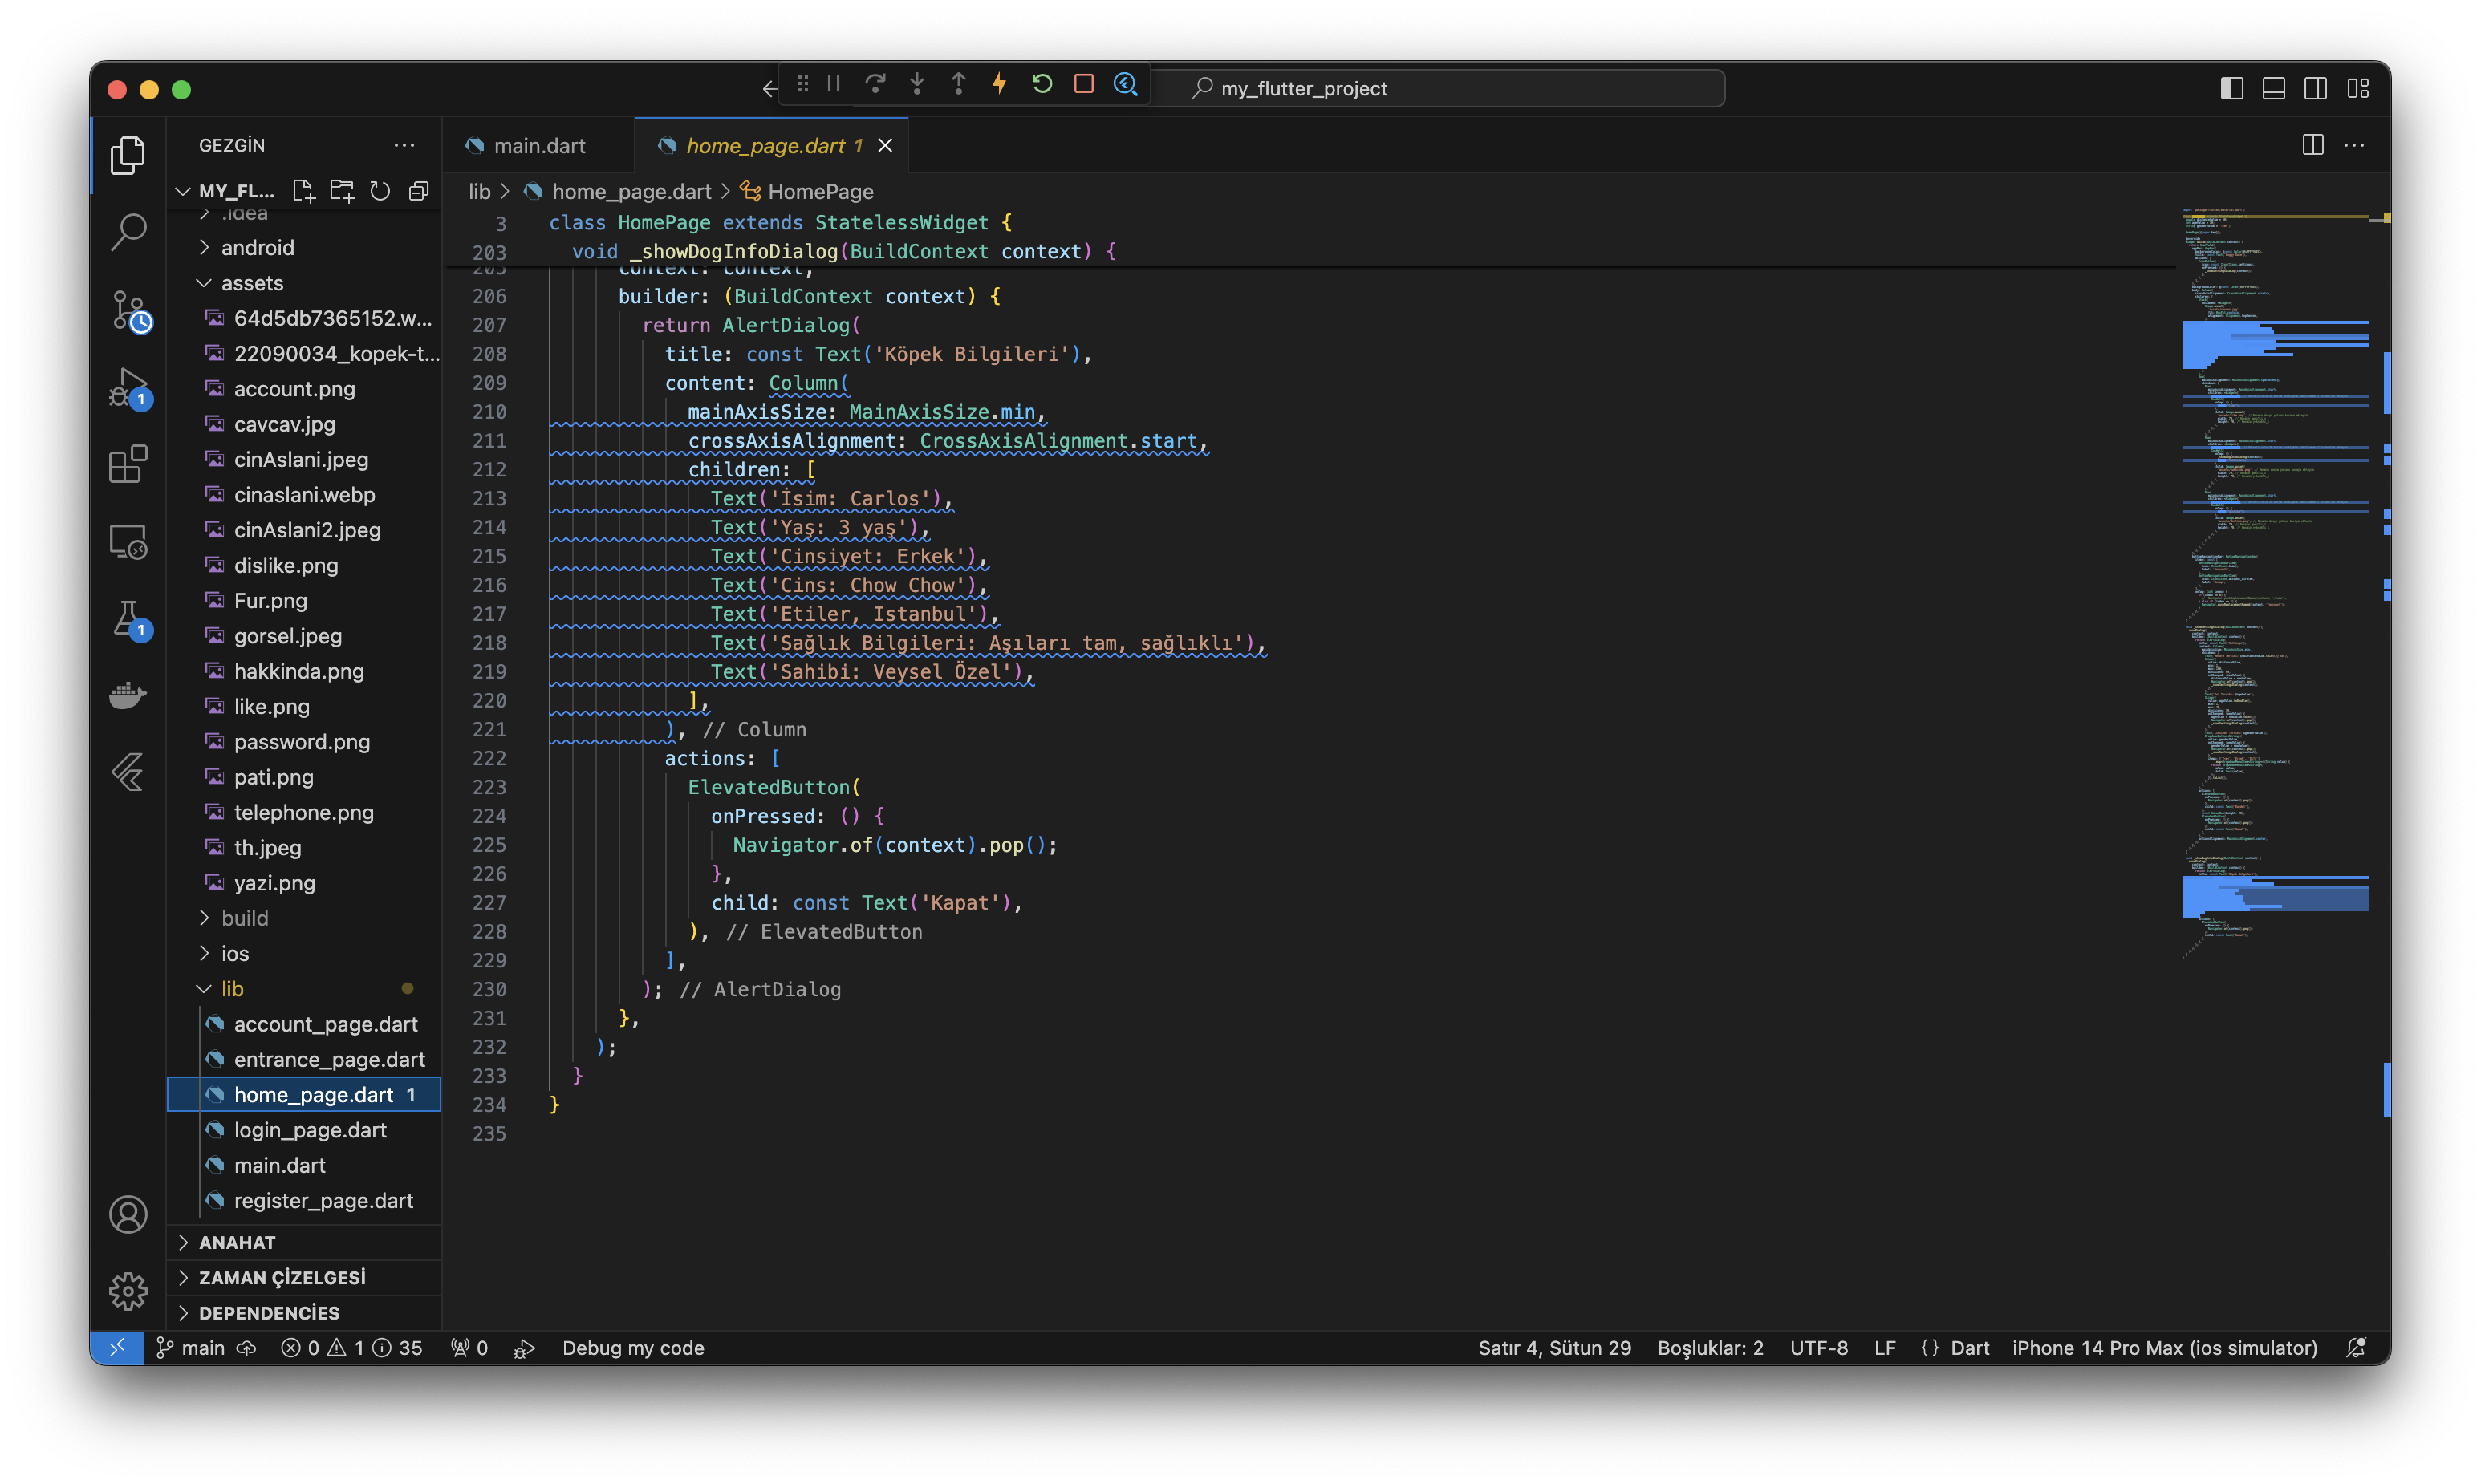 my_flutter_project
GEZGİN
MY_FL...
.idea
android
assets
64d5db7365152.w...
22090034_kopek-t...
account.png
cavcav.jpg
cinAslani.jpeg
cinaslani.webp
cinAslani2.jpeg
dislike.png
Fur.png
gorsel.jpeg
hakkinda.png
like.png
password.png
pati.png
telephone.png
th.jpeg
yazi.png
build
ios
lib
account_page.dart
entrance_page.dart
home_page.dart 1
login_page.dart
main.dart
register_page.dart
ANAHAT
ZAMAN ÇİZELGESİ
DEPENDENCİES
1
1
main.dart
home_page.dart 1
lib > home_page.dart > HomePage
3 class HomePage extends StatelessWidget {
203 void _showDogInfoDialog(BuildContext context) {
205 context: context,
206 builder: (BuildContext context) {
207 return AlertDialog(
208 title: const Text('Köpek Bilgileri'),
209 content: Column(
210 mainAxisSize: MainAxisSize.min,
211 crossAxisAlignment: CrossAxisAlignment.start,
212 children: [
213 Text('İsim: Carlos'),
214 Text('Yaş: 3 yaş'),
215 Text('Cinsiyet: Erkek'),
216 Text('Cins: Chow Chow'),
217 Text('Etiler, Istanbul'),
218 Text('Sağlık Bilgileri: Aşıları tam, sağlıklı'),
219 Text('Sahibi: Veysel Özel'),
220 ],
221 ), // Column
222 actions: [
223 ElevatedButton(
224 onPressed: () {
225 Navigator.of(context).pop();
226 },
227 child: const Text('Kapat'),
228 ), // ElevatedButton
229 ],
230 ); // AlertDialog
231 },
232 );
233 }
234 }
235
main 0 1 35 0 Debug my code Satır 4, Sütun 29 Boşluklar: 2 UTF-8 LF {} Dart iPhone 14 Pro Max (ios simulator)